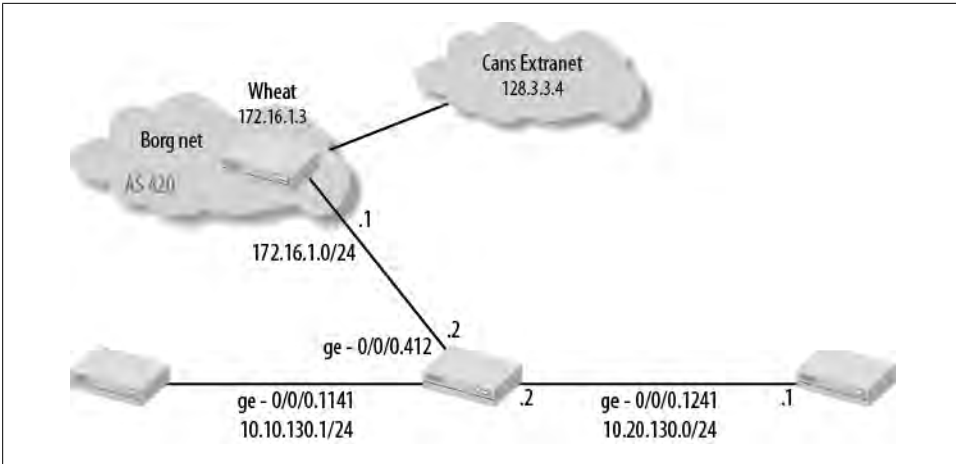 Cans Extranet
128.3.3.4
Wheat
172.16.1.3
Borg net
AS 420
.1
172.16.1.0/24
.2
ge - 0/0/0.412
ge - 0/0/0.1141
10.10.130.1/24
.2
ge - 0/0/0.1241
10.20.130.0/24
.1